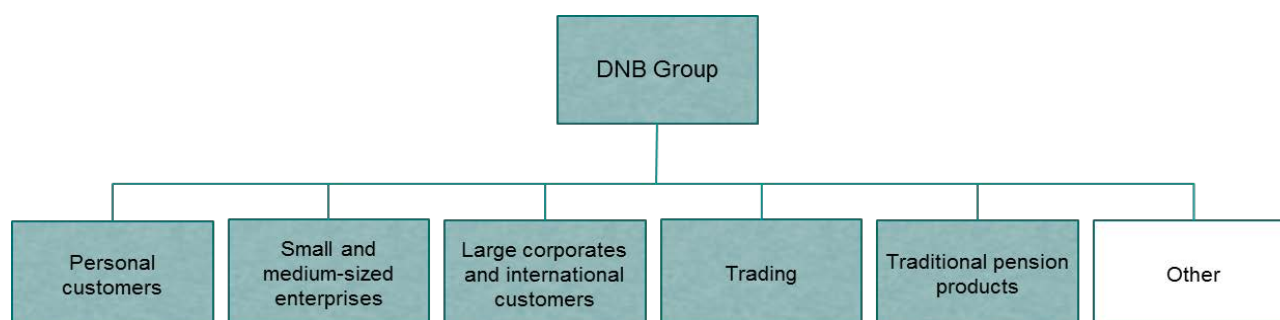 DNB Group
Personal
customers
Small and
medium-sized
enterprises
Large corporates
and international
customers
Trading
Traditional pension
products
Other